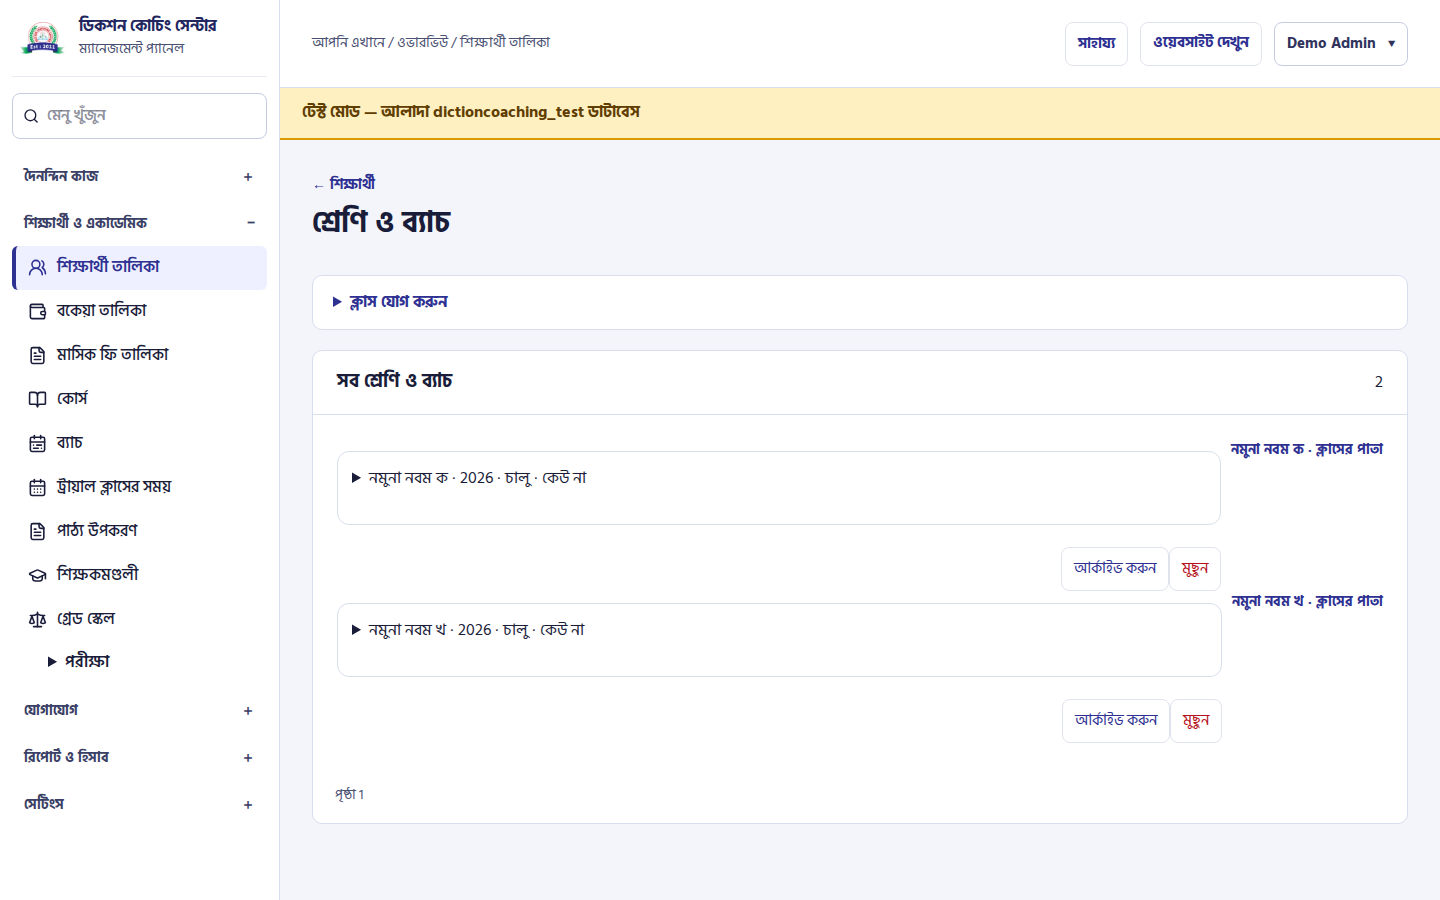 ডিকশন কোচিং সেন্টার
ম্যানেজমেন্ট প্যানেল
Est : 2011
মেনু খুঁজুন
দৈনন্দিন কাজ +
শিক্ষার্থী ও একাডেমিক −
শিক্ষার্থী তালিকা
বকেয়া তালিকা
মাসিক ফি তালিকা
কোর্স
ব্যাচ
ট্রায়াল ক্লাসের সময়
পাঠ্য উপকরণ
শিক্ষকমণ্ডলী
গ্রেড স্কেল
▶ পরীক্ষা
যোগাযোগ +
রিপোর্ট ও হিসাব +
সেটিংস +
আপনি এখানে / ওভারভিউ / শিক্ষার্থী তালিকা
সাহায্য
ওয়েবসাইট দেখুন
Demo Admin ▼
টেস্ট মোড — আলাদা dictioncoaching_test ডাটাবেস
← শিক্ষার্থী
শ্রেণি ও ব্যাচ
▶ ক্লাস যোগ করুন
সব শ্রেণি ও ব্যাচ 2
▶ নমুনা নবম ক · 2026 · চালু · কেউ না
নমুনা নবম ক · ক্লাসের পাতা
আর্কাইভ করুন মুছুন
▶ নমুনা নবম খ · 2026 · চালু · কেউ না
নমুনা নবম খ · ক্লাসের পাতা
আর্কাইভ করুন মুছুন
পৃষ্ঠা 1